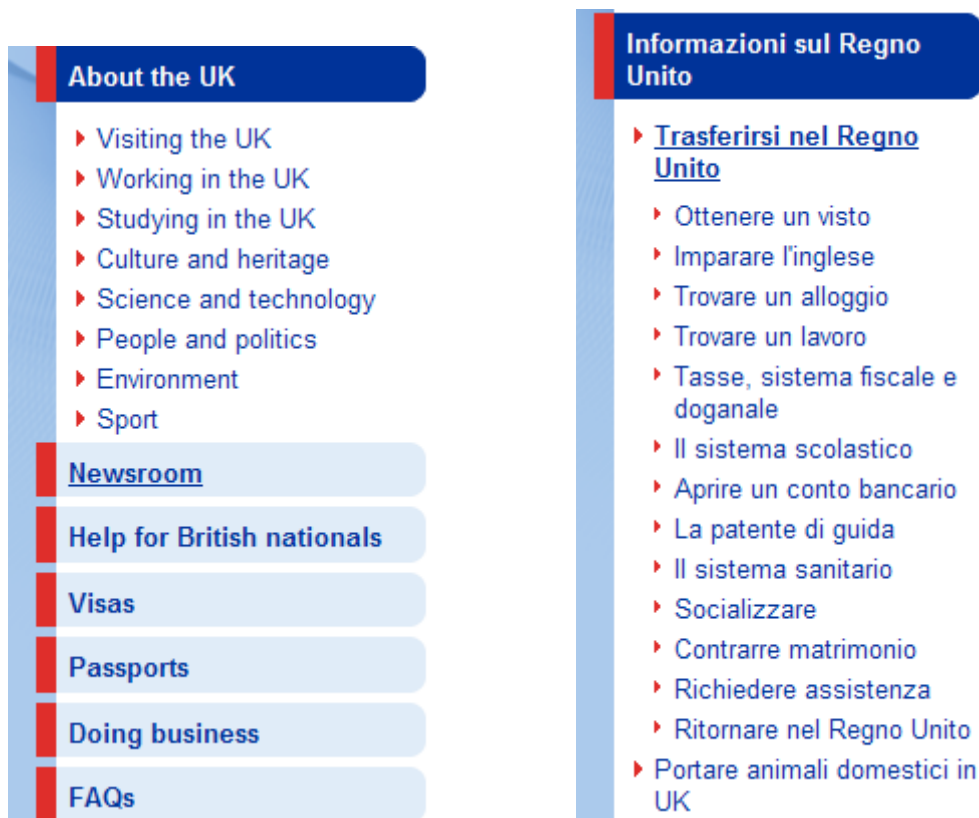 About the UK
Visiting the UK
Working in the UK
Studying in the UK
Culture and heritage
Science and technology
People and politics
Environment
Sport
Newsroom
Help for British nationals
Visas
Passports
Doing business
FAQs
Informazioni sul Regno
Unito
Trasferirsi nel Regno
Unito
Ottenere un visto
Imparare l'inglese
Trovare un alloggio
Trovare un lavoro
Tasse, sistema fiscale e
doganale
Il sistema scolastico
Aprire un conto bancario
La patente di guida
Il sistema sanitario
Socializzare
Contrarre matrimonio
Richiedere assistenza
Ritornare nel Regno Unito
Portare animali domestici in
UK